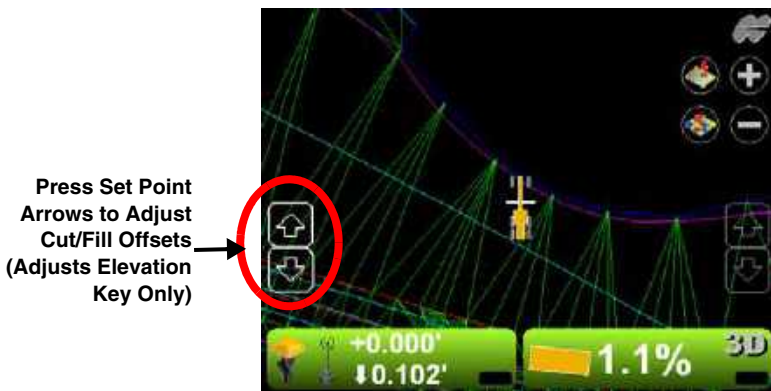 Press Set Point
Arrows to Adjust
Cut/Fill Offsets
(Adjusts Elevation
Key Only)
+0.000'
⬇0.102'
1.1%
3D